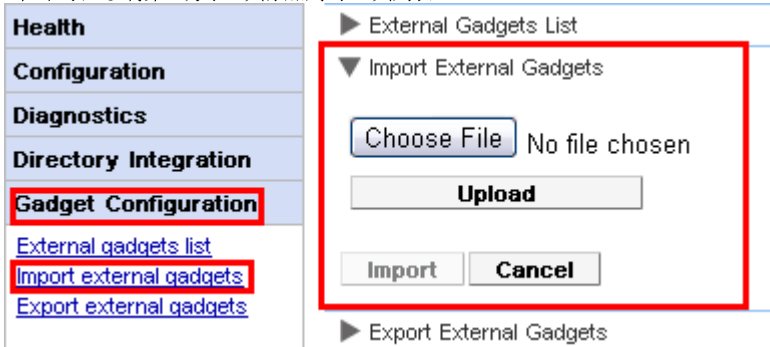 Health
Configuration
Diagnostics
Directory Integration
Gadget Configuration
External gadgets list
Import external gadgets
Export external gadgets
External Gadgets List
Import External Gadgets
Choose File No file chosen
Upload
Import Cancel
Export External Gadgets